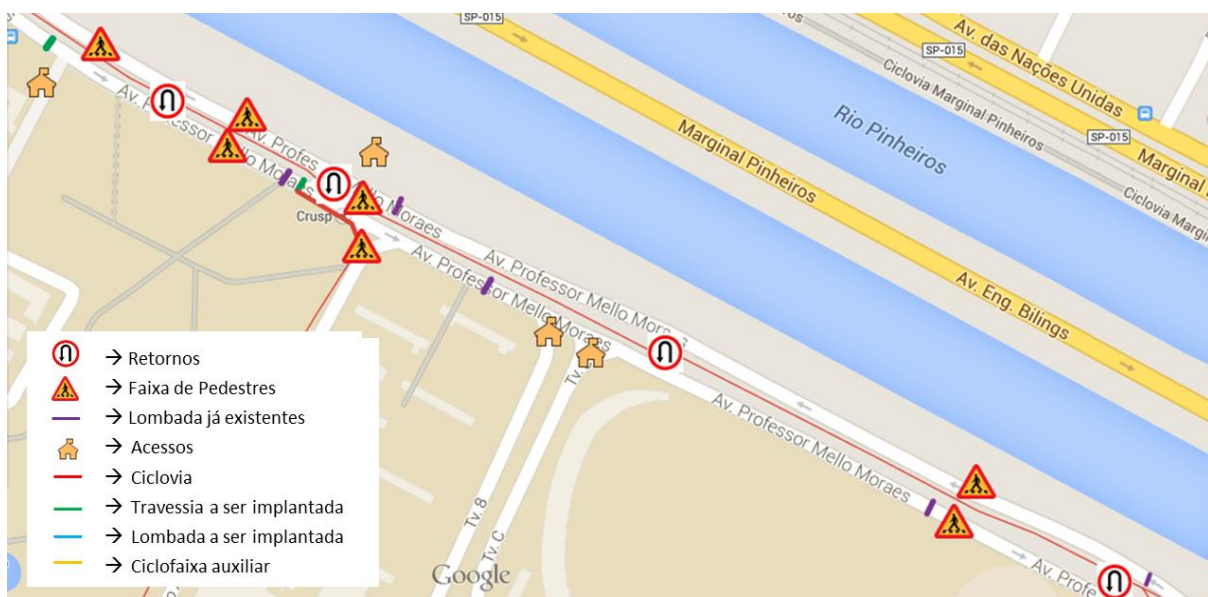 SP-015
Av. das Nações Unidas
SP-015
Ciclovia Marginal Pinheiros
SP-015
Marginal
Ciclovia Margin
Rio Pinheiros
Marginal Pinheiros
Av. Eng. Bilings
Av. Professor Mello Moraes
Av. Profes
Mello Moraes
Crusp
Av. Professor Mello Moraes
Av. Professor Mello Moraes
Av. Professor Mello Moraes
Av. Profe
Tv.
Tv. 8
Tv. C
→ Retornos
→ Faixa de Pedestres
→ Lombada já existentes
→ Acessos
→ Ciclovia
→ Travessia a ser implantada
→ Lombada a ser implantada
→ Ciclofaixa auxiliar
Google